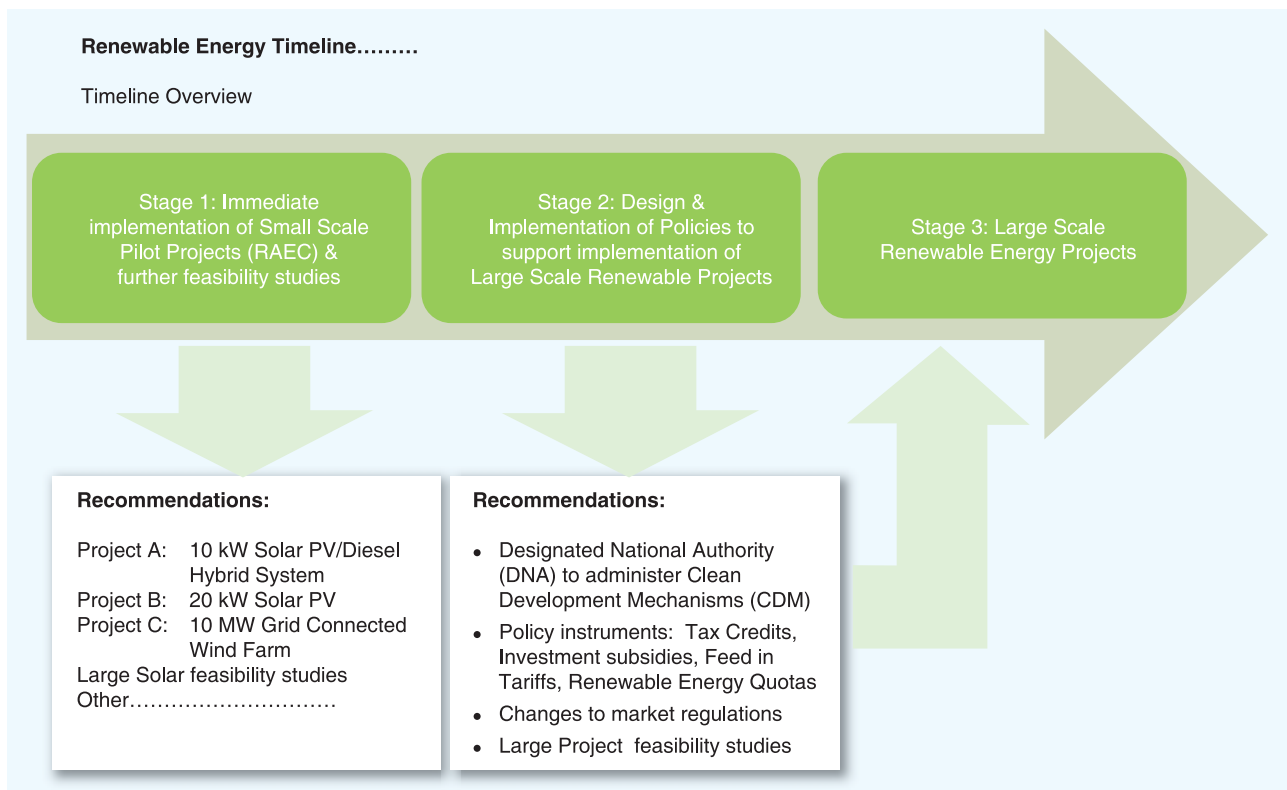 Renewable Energy Timeline.........
Timeline Overview
Stage 1: Immediate
implementation of Small Scale
Pilot Projects (RAEC) &
further feasibility studies
Stage 2: Design &
Implementation of Policies to
support implementation of
Large Scale Renewable Projects
Stage 3: Large Scale
Renewable Energy Projects
Recommendations:
Project A: 10 kW Solar PV/Diesel
Hybrid System
Project B: 20 kW Solar PV
Project C: 10 MW Grid Connected
Wind Farm
Large Solar feasibility studies
Other..............................
Recommendations:
• Designated National Authority
(DNA) to administer Clean
Development Mechanisms (CDM)
• Policy instruments: Tax Credits,
Investment subsidies, Feed in
Tariffs, Renewable Energy Quotas
• Changes to market regulations
• Large Project feasibility studies